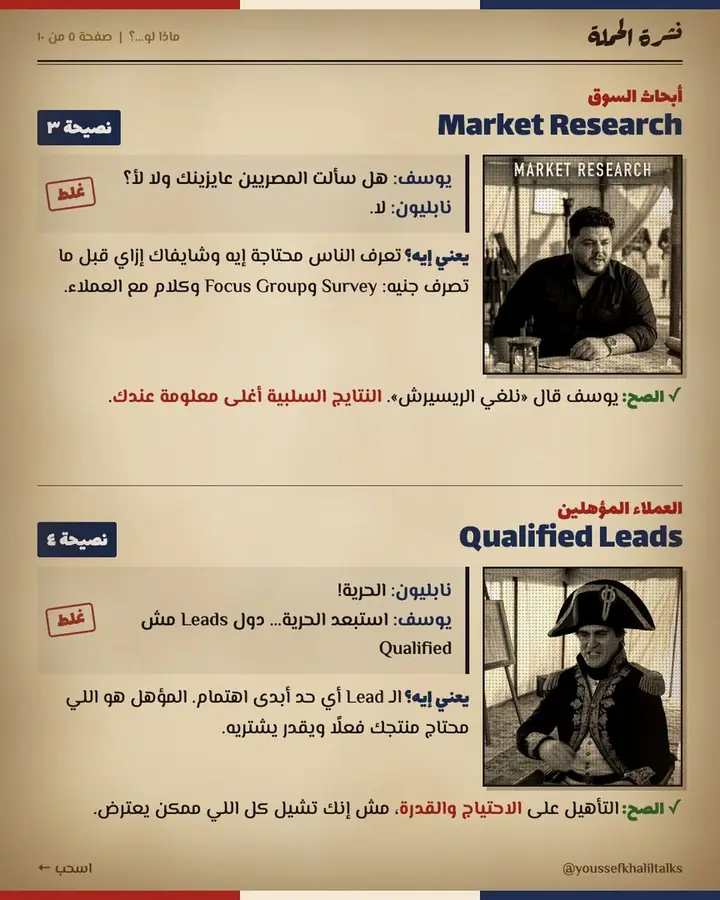 نشرة الحملة
ماذا لو...؟ | صفحة ٥ من ١٠
أبحاث السوق
Market Research
نصيحة ٣
MARKET RESEARCH
يوسف: هل سألت المصريين عايزينك ولا لأ؟
نابليون: لا.
غلط
يعني إيه؟ تعرف الناس محتاجة إيه وشايفاك إزاي قبل ما
تصرف جنيه: Survey وFocus Group وكلام مع العملاء.
✓ الصح: يوسف قال «نلغي الريسيرش». النتايج السلبية أغلى معلومة عندك.
العملاء المؤهلين
Qualified Leads
نصيحة ٤
نابليون: الحرية!
يوسف: استبعد الحرية... دول Leads مش
Qualified
غلط
يعني إيه؟ الـ Lead أي حد أبدى اهتمام. المؤهل هو اللي
محتاج منتجك فعلًا ويقدر يشتريه.
✓ الصح: التأهيل على الاحتياج والقدرة، مش إنك تشيل كل اللي ممكن يعترض.
@youssefkhaliltalks
اسحب ←